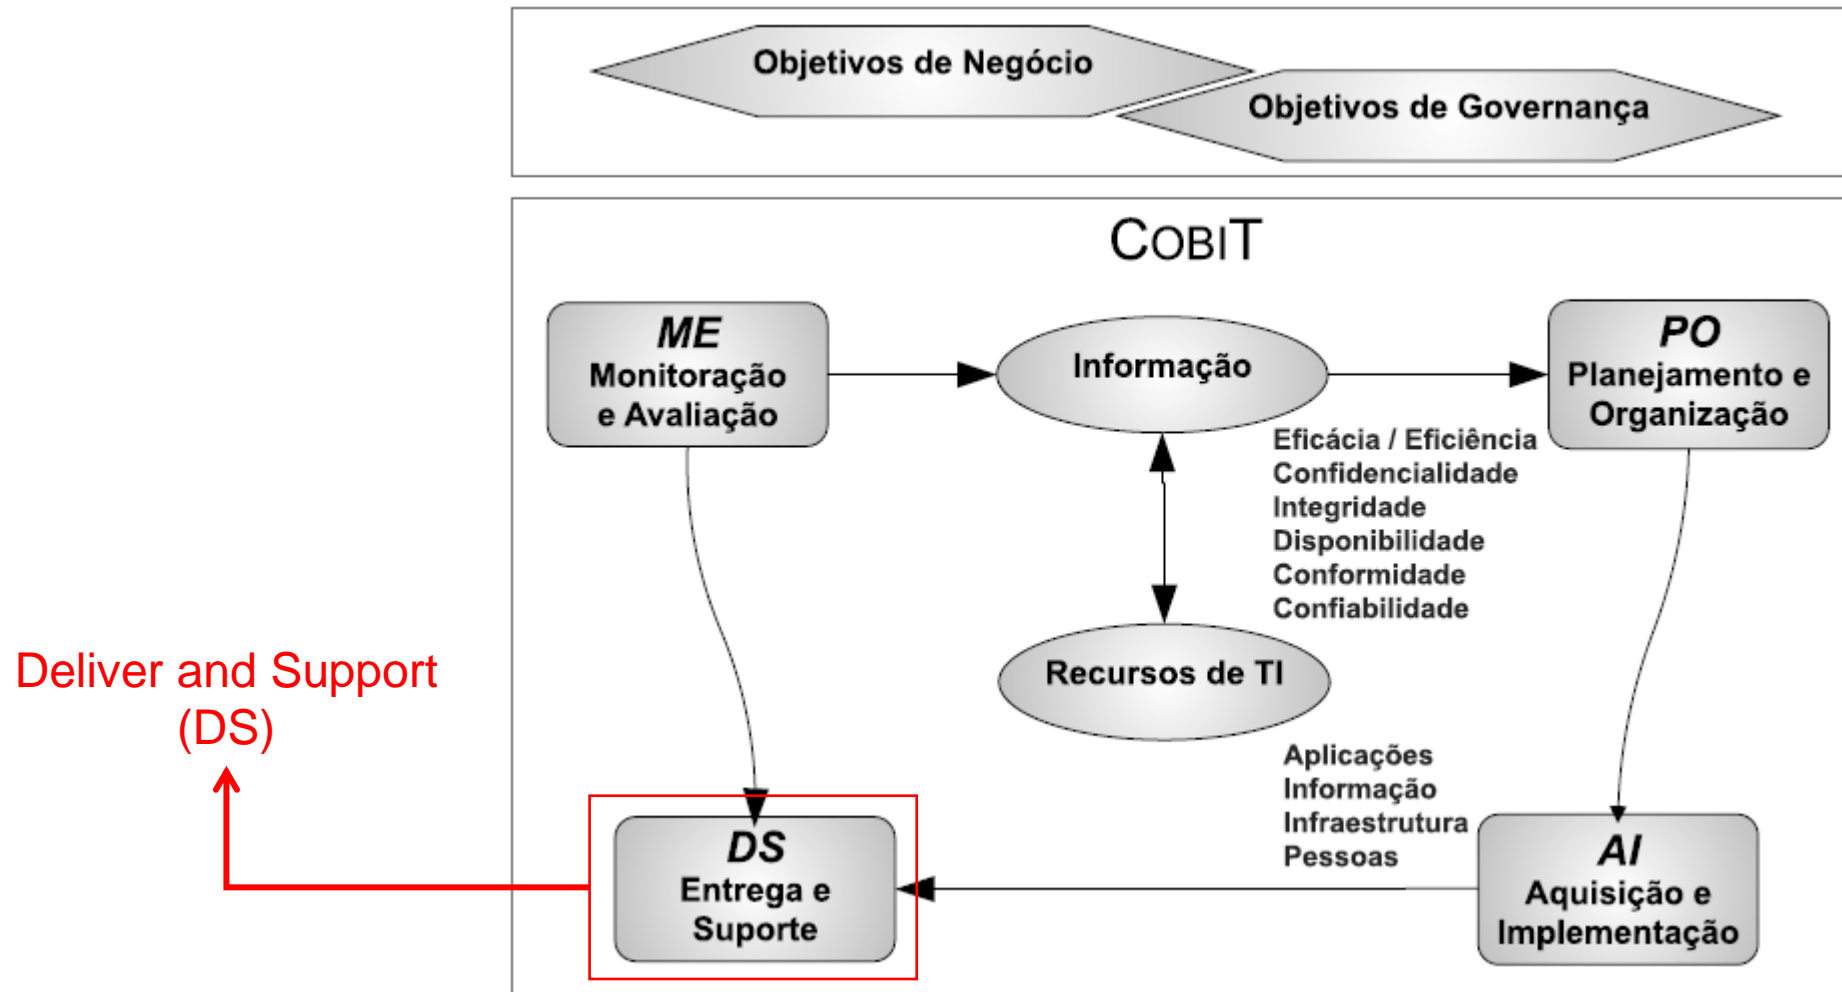 Objetivos de Negócio
Objetivos de Governança
COBIT
ME
Monitoração
e Avaliação
Informação
PO
Planejamento e
Organização
Eficácia / Eficiência
Confidencialidade
Integridade
Disponibilidade
Conformidade
Confiabilidade
Recursos de TI
Deliver and Support
(DS)
Aplicações
Informação
Infraestrutura
Pessoas
DS
Entrega e
Suporte
AI
Aquisição e
Implementação